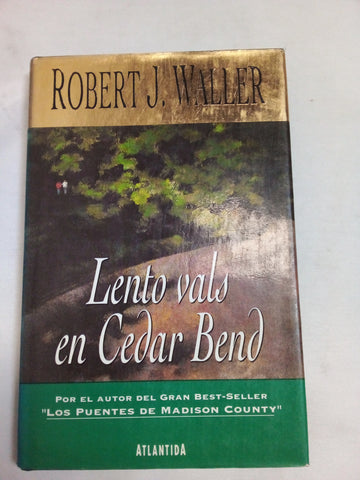 ROBERT J. WALLER
Lento vals
en Cedar Bend
POR EL AUTOR DEL GRAN BEST-SELLER
"LOS PUENTES DE MADISON COUNTY"
ATLANTIDA